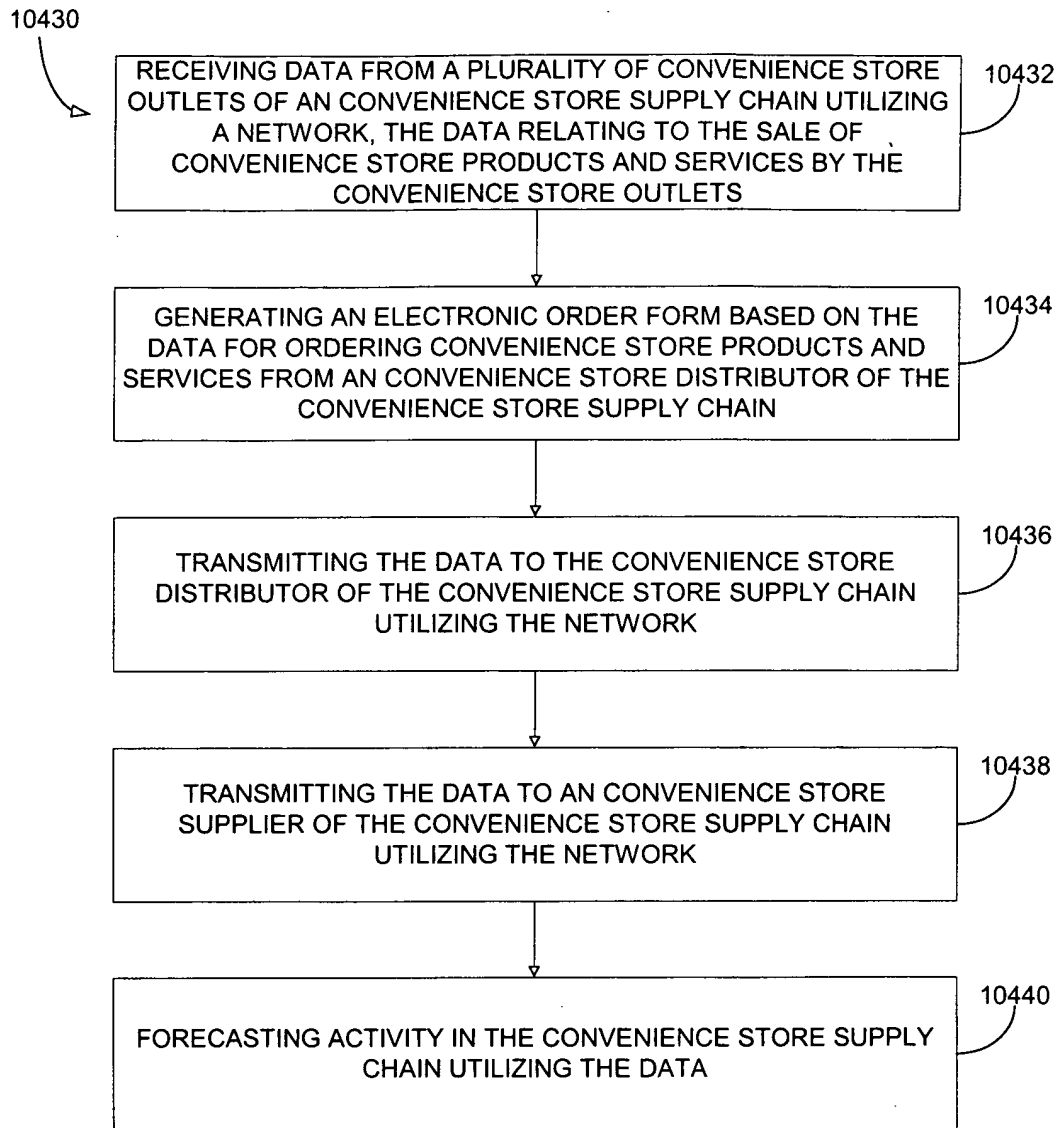 10430
RECEIVING DATA FROM A PLURALITY OF CONVENIENCE STORE
OUTLETS OF AN CONVENIENCE STORE SUPPLY CHAIN UTILIZING
A NETWORK, THE DATA RELATING TO THE SALE OF
CONVENIENCE STORE PRODUCTS AND SERVICES BY THE
CONVENIENCE STORE OUTLETS
10432
GENERATING AN ELECTRONIC ORDER FORM BASED ON THE
DATA FOR ORDERING CONVENIENCE STORE PRODUCTS AND
SERVICES FROM AN CONVENIENCE STORE DISTRIBUTOR OF THE
CONVENIENCE STORE SUPPLY CHAIN
10434
TRANSMITTING THE DATA TO THE CONVENIENCE STORE
DISTRIBUTOR OF THE CONVENIENCE STORE SUPPLY CHAIN
UTILIZING THE NETWORK
10436
TRANSMITTING THE DATA TO AN CONVENIENCE STORE
SUPPLIER OF THE CONVENIENCE STORE SUPPLY CHAIN
UTILIZING THE NETWORK
10438
FORECASTING ACTIVITY IN THE CONVENIENCE STORE SUPPLY
CHAIN UTILIZING THE DATA
10440